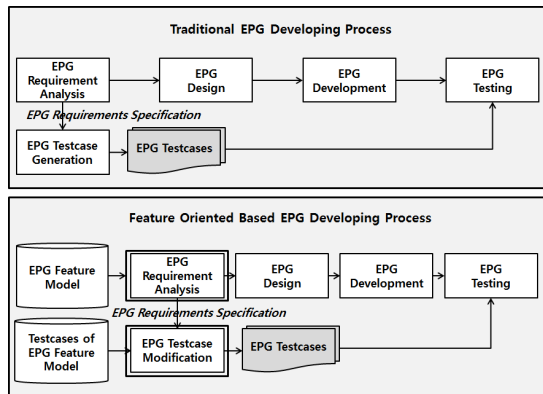 Traditional EPG Developing Process
EPG
Requirement
Analysis
EPG
Design
EPG
Development
EPG
Testing
EPG Requirements Specification
EPG Testcase
Generation
EPG Testcases
Feature Oriented Based EPG Developing Process
EPG Feature
Model
EPG
Requirement
Analysis
EPG
Design
EPG
Development
EPG
Testing
EPG Requirements Specification
Testcases of
EPG Feature
Model
EPG Testcase
Modification
EPG Testcases